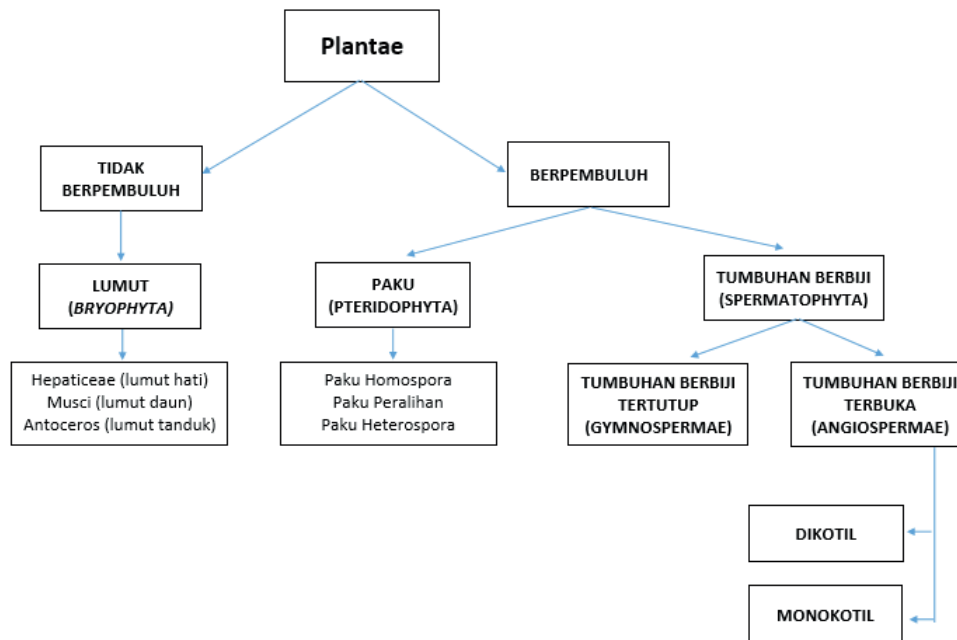 Plantae
TIDAK
BERPEMBULUH
BERPEMBULUH
LUMUT
(BRYOPHYTA)
PAKU
(PTERIDOPHYTA)
TUMBUHAN BERBIJI
(SPERMATOPHYTA)
Hepaticeae (lumut hati)
Musci (lumut daun)
Antoceros (lumut tanduk)
Paku Homospora
Paku Peralihan
Paku Heterospora
TUMBUHAN BERBIJI
TERTUTUP
(GYMNOSPERMAE)
TUMBUHAN BERBIJI
TERBUKA
(ANGIOSPERMAE)
DIKOTIL
MONOKOTIL